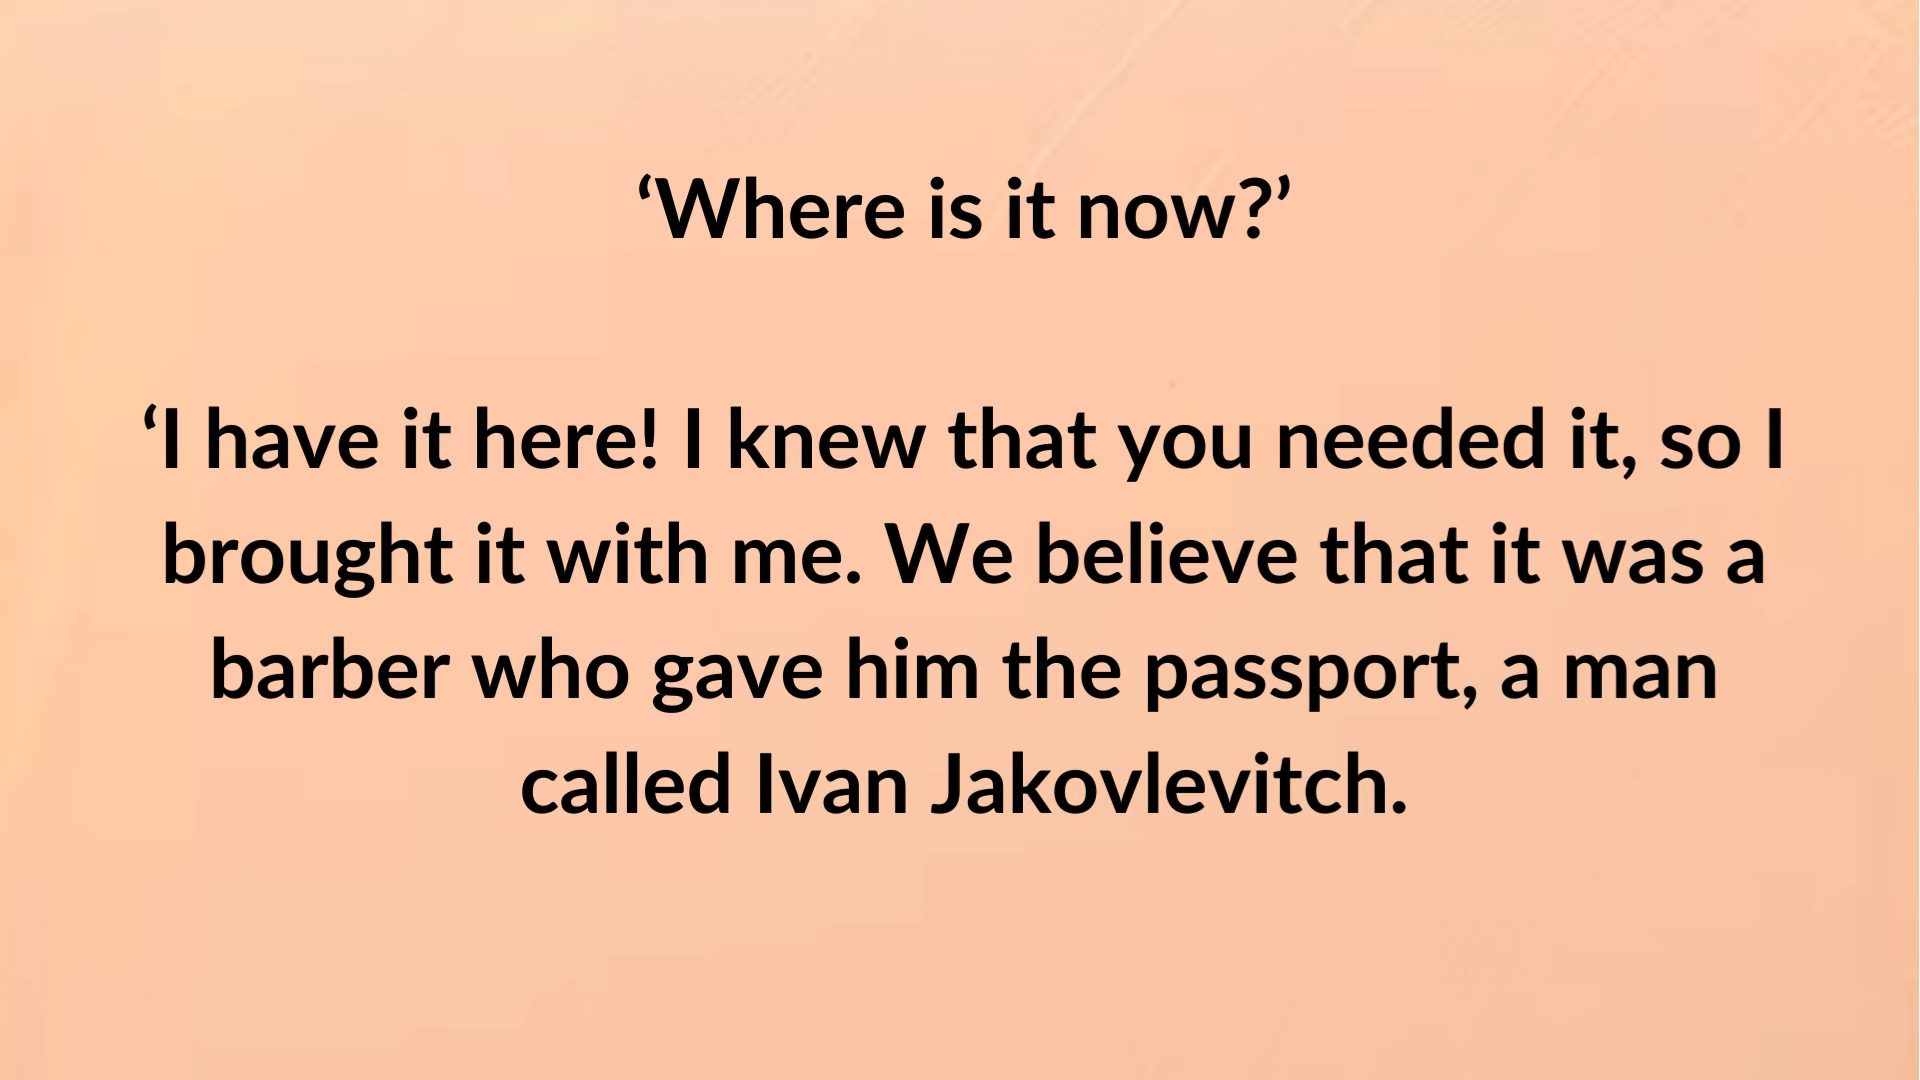 ‘Where is it now?’
‘I have it here! I knew that you needed it, so I
brought it with me. We believe that it was a
barber who gave him the passport, a man
called Ivan Jakovlevitch.